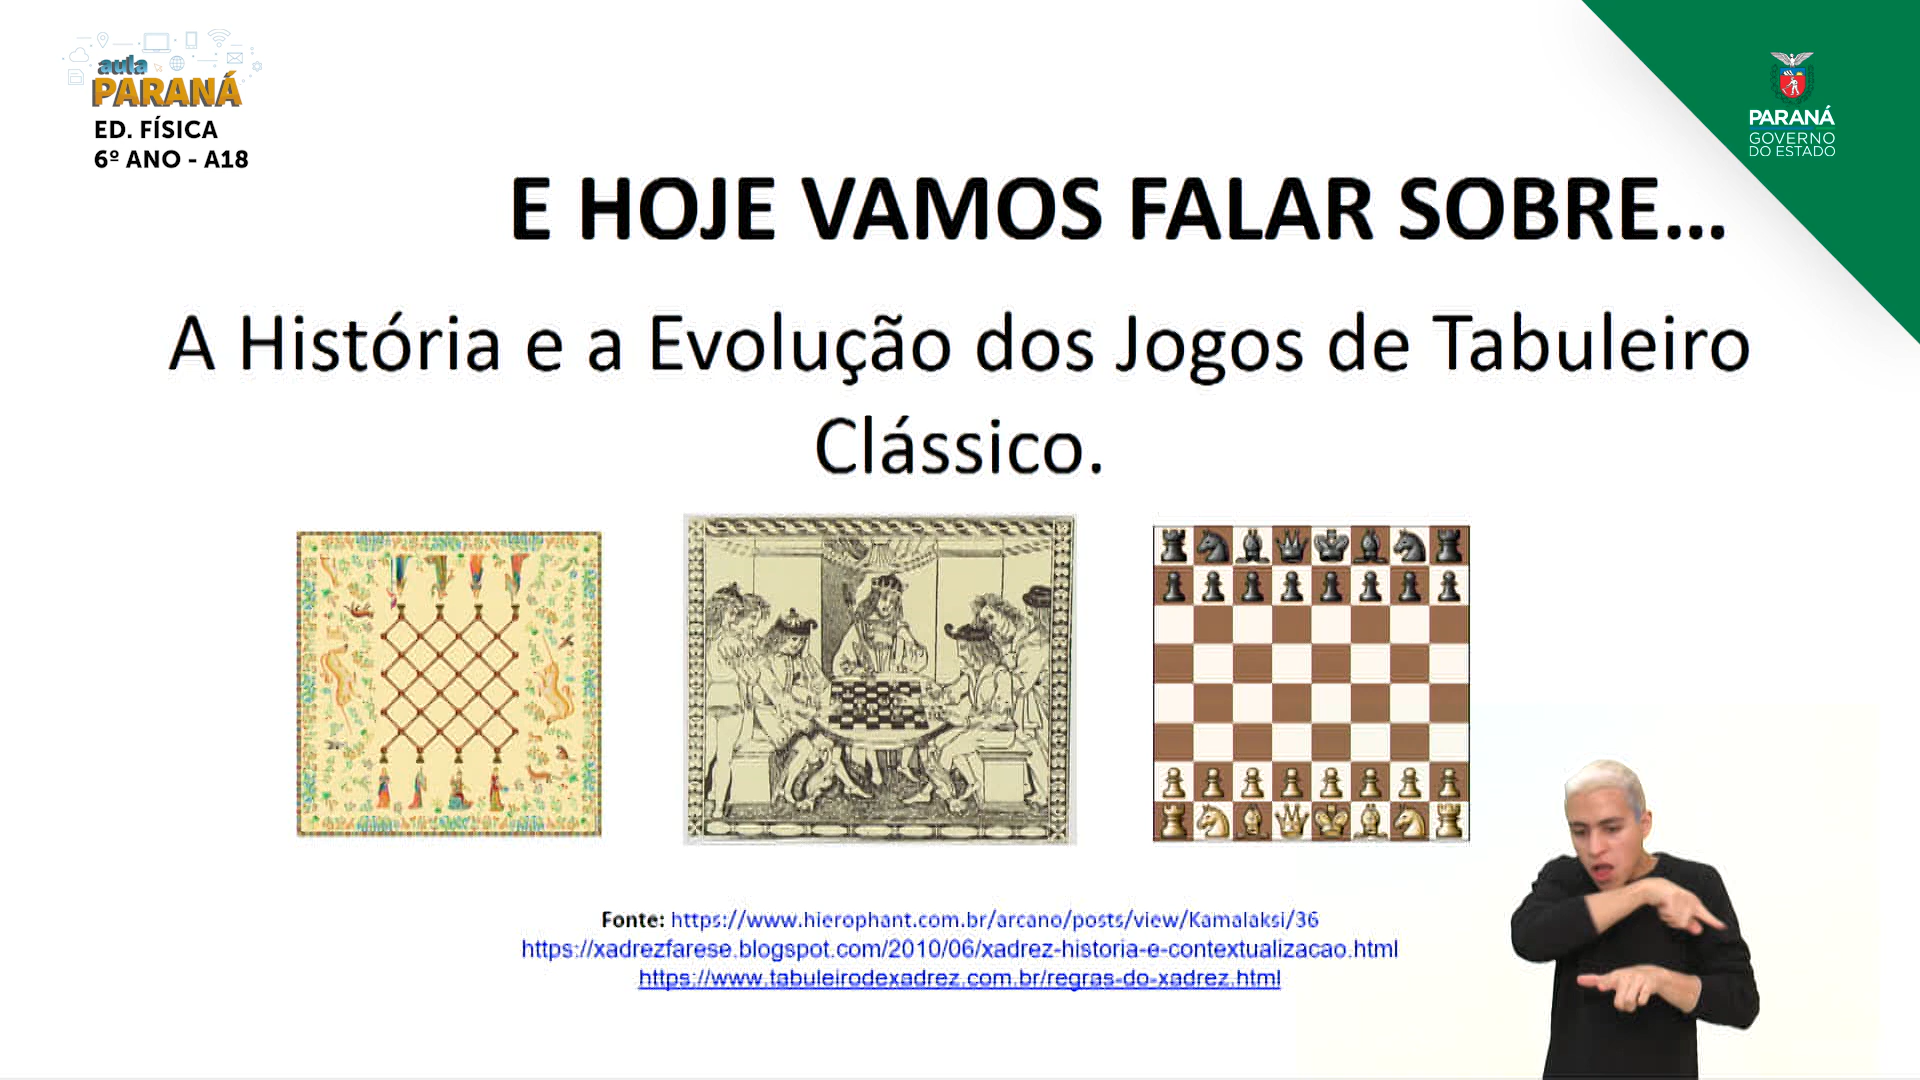 aula
PARANÁ
ED. FÍSICA
6º ANO - A18
PARANÁ
GOVERNO
DO ESTADO
E HOJE VAMOS FALAR SOBRE...
A História e a Evolução dos Jogos de Tabuleiro
Clássico.
Fonte: https://www.hierophant.com.br/arcano/posts/view/Kamalaksi/36
https://xadrezfarese.blogspot.com/2010/06/xadrez-historia-e-contextualizacao.html
https://www.tabuleirodexadrez.com.br/regras-do-xadrez.html